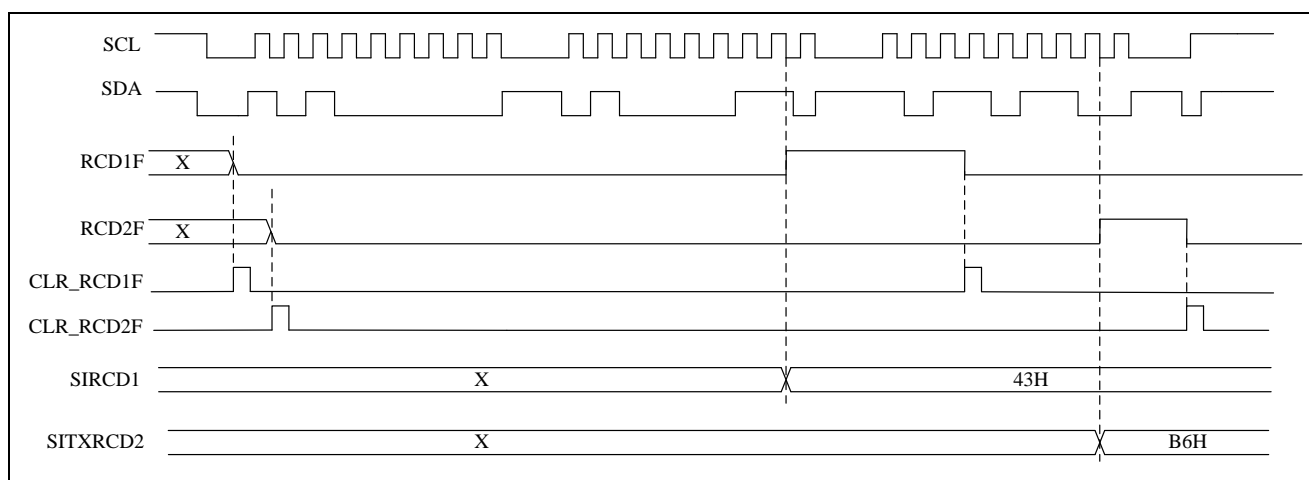 SCL
SDA
RCD1F X
RCD2F X
CLR_RCD1F
CLR_RCD2F
SIRCD1 X 43H
SITXRCD2 X B6H